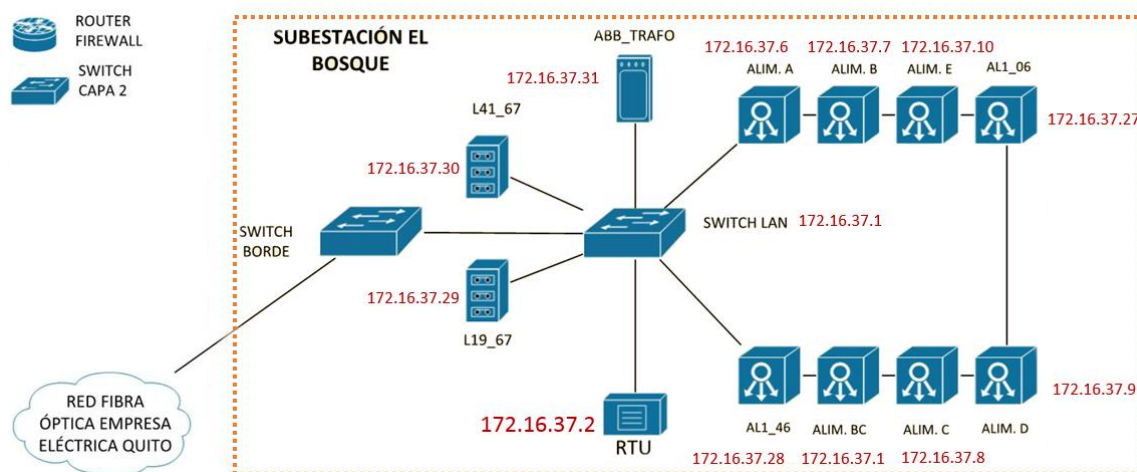 ROUTER
FIREWALL
SWITCH
CAPA 2
SUBESTACIÓN EL
BOSQUE
ABB_TRAFO
172.16.37.31
L41_67
172.16.37.30
172.16.37.6
172.16.37.7
172.16.37.10
ALIM. A
ALIM. B
ALIM. E
AL1_06
172.16.37.27
SWITCH
BORDE
SWITCH LAN
172.16.37.1
172.16.37.29
L19_67
172.16.37.2
RTU
172.16.37.9
AL1_46
ALIM. BC
ALIM. C
ALIM. D
172.16.37.28
172.16.37.1
172.16.37.8
RED FIBRA
ÓPTICA EMPRESA
ELÉCTRICA QUITO